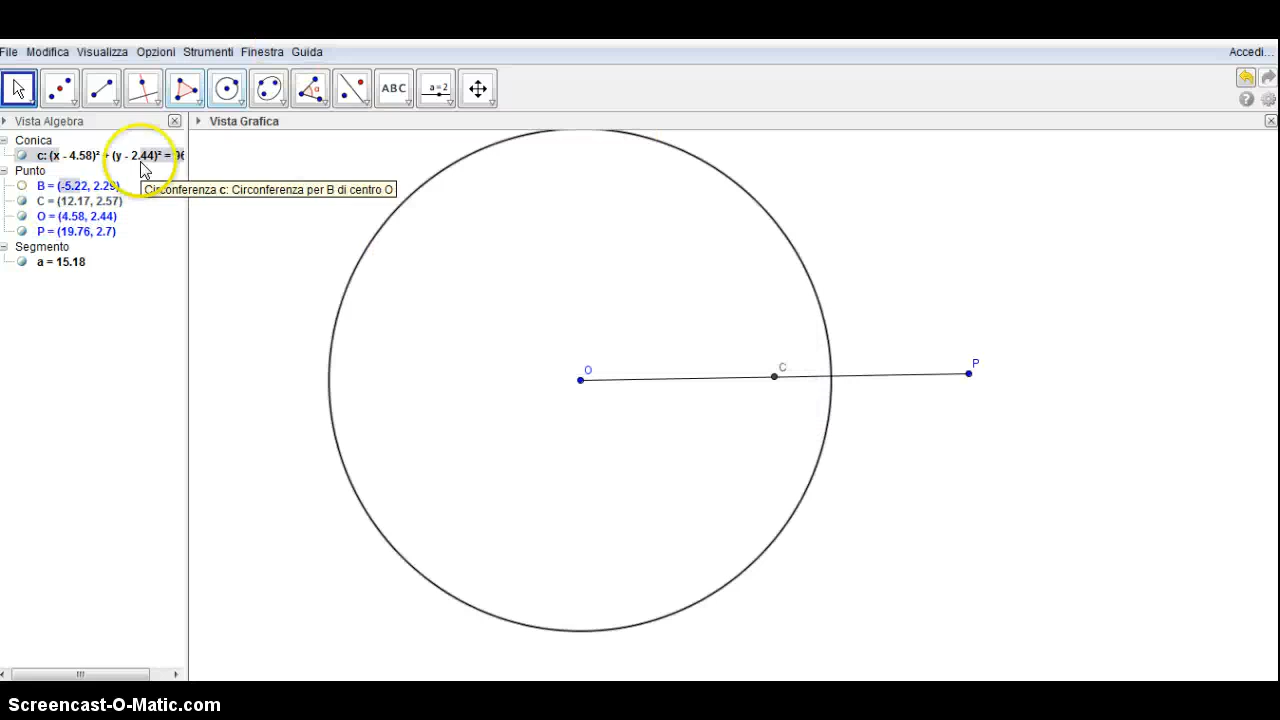 File Modifica Visualizza Opzioni Strumenti Finestra Guida Accedi...
ABC a=2
Vista Algebra Vista Grafica
Conica
c: (x - 4.58)² + (y - 2.44)² = 96
Punto
B = (-5.22, 2.29)
Circonferenza c: Circonferenza per B di centro O
C = (12.17, 2.57)
O = (4.58, 2.44)
P = (19.76, 2.7)
Segmento
a = 15.18
P
O C
Screencast-O-Matic.com